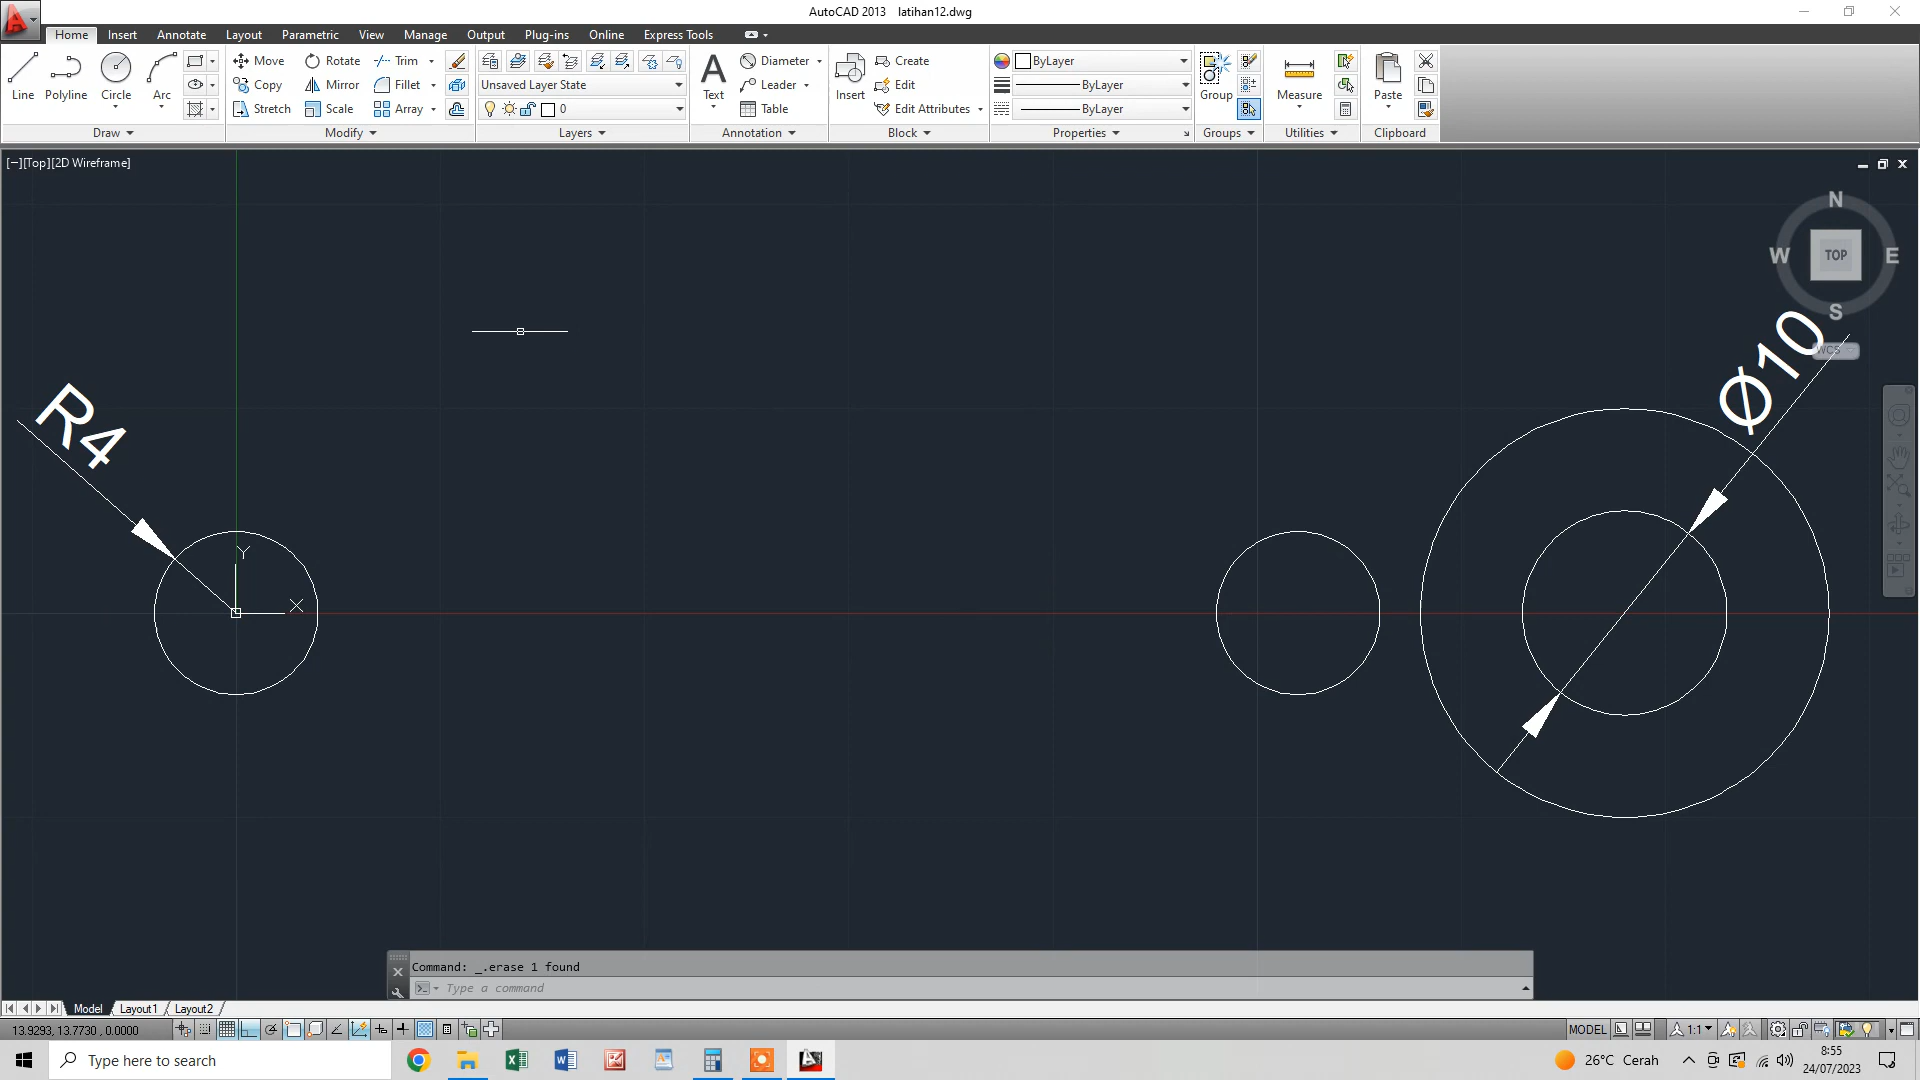 AutoCAD 2013 latihan12.dwg
Home Insert Annotate Layout Parametric View Manage Output Plug-ins Online Express Tools
Line Polyline Circle Arc
Draw
Move Rotate Trim
Copy Mirror Fillet
Stretch Scale Array
Modify
Unsaved Layer State
0
Layers
Text
Diameter
Leader
Table
Annotation
Insert
Create
Edit
Edit Attributes
Block
ByLayer
ByLayer
ByLayer
Properties
Group
Groups
Measure
Utilities
Paste
Clipboard
[−][Top][2D Wireframe]
N
W TOP E
S
WCS
R4
Ø10
Y
X
Command: _.erase 1 found
Type a command
Model Layout1 Layout2
13.9293, 13.7730 , 0.0000
MODEL 1:1
Type here to search
26°C Cerah
8:55
24/07/2023